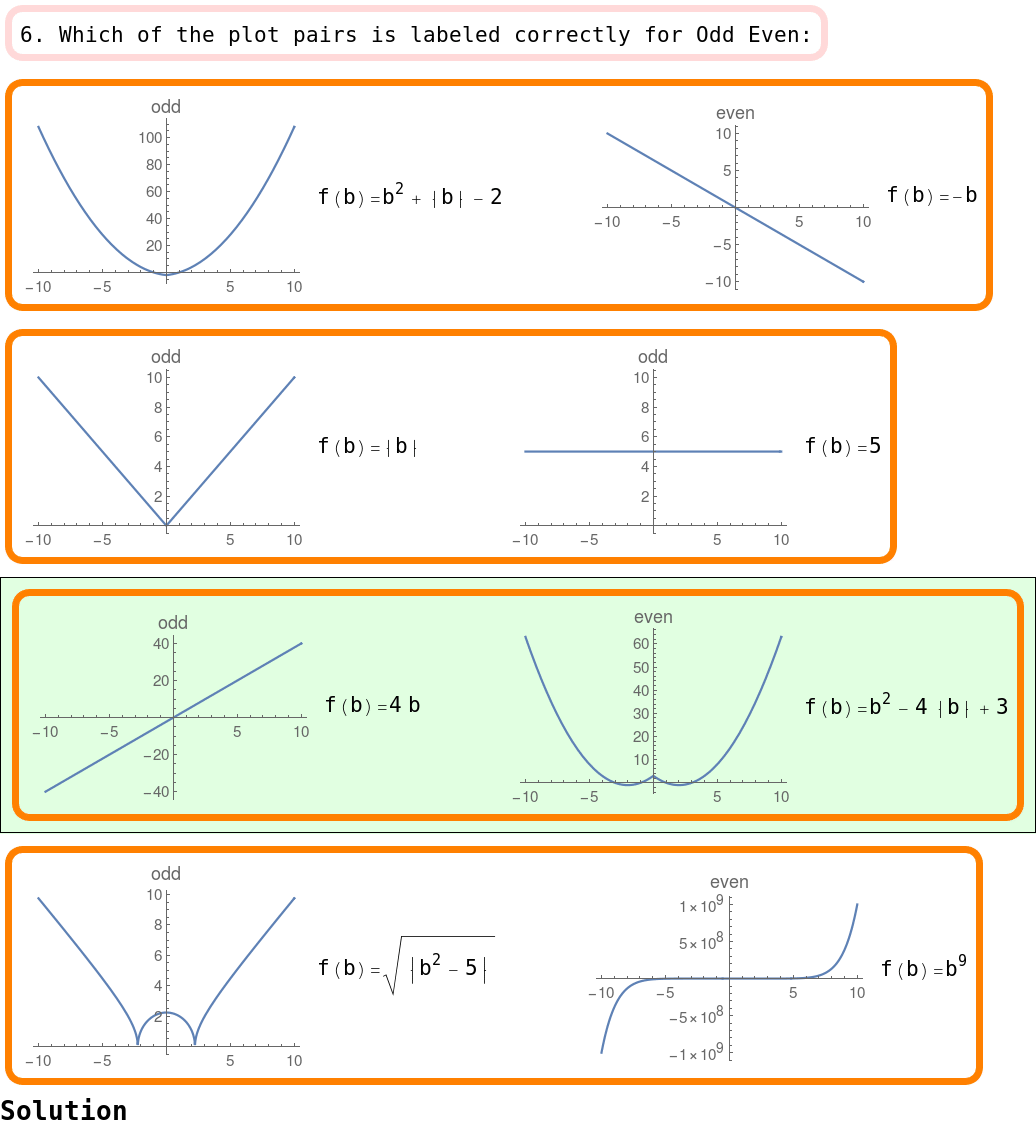 6. Which of the plot pairs is labeled correctly for Odd Even:
odd
100
80
60
40
20
−10 −5 5 10
f(b)=b² + |b| − 2
even
10
5
−10 −5 5 10
−5
−10
f(b)=−b
odd
10
8
6
4
2
−10 −5 5 10
f(b)=|b|
odd
10
8
6
4
2
−10 −5 5 10
f(b)=5
odd
40
20
−10 −5 5 10
−20
−40
f(b)=4 b
even
60
50
40
30
20
10
−10 −5 5 10
f(b)=b² − 4 |b| + 3
odd
10
8
6
4
2
−10 −5 5 10
f(b)=√|b² − 5|
even
1×10⁹
5×10⁸
−10 −5 5 10
−5×10⁸
−1×10⁹
f(b)=b⁹
Solution